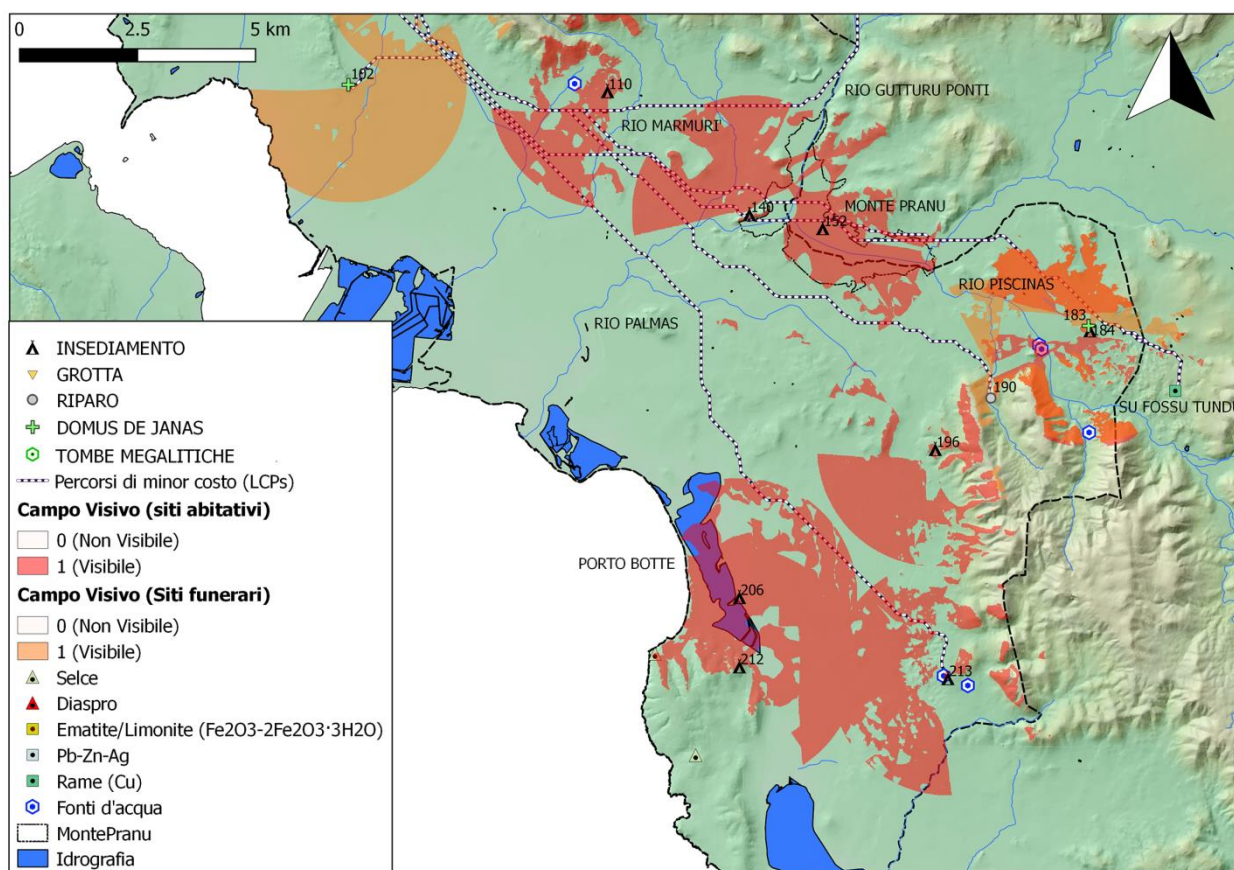 0 2.5 5 km
102
110
RIO GUTTURU PONTI
RIO MARMURI
140
152
MONTE PRANU
RIO PISCINAS
183
184
RIO PALMAS
190
SU FOSSU TUNDU
196
PORTO BOTTE
206
212
213
INSEDIAMENTO
GROTTA
RIPARO
DOMUS DE JANAS
TOMBE MEGALITICHE
Percorsi di minor costo (LCPs)
Campo Visivo (siti abitativi)
0 (Non Visibile)
1 (Visibile)
Campo Visivo (Siti funerari)
0 (Non Visibile)
1 (Visibile)
Selce
Diaspro
Ematite/Limonite (Fe2O3-2Fe2O3·3H2O)
Pb-Zn-Ag
Rame (Cu)
Fonti d'acqua
MontePranu
Idrografia